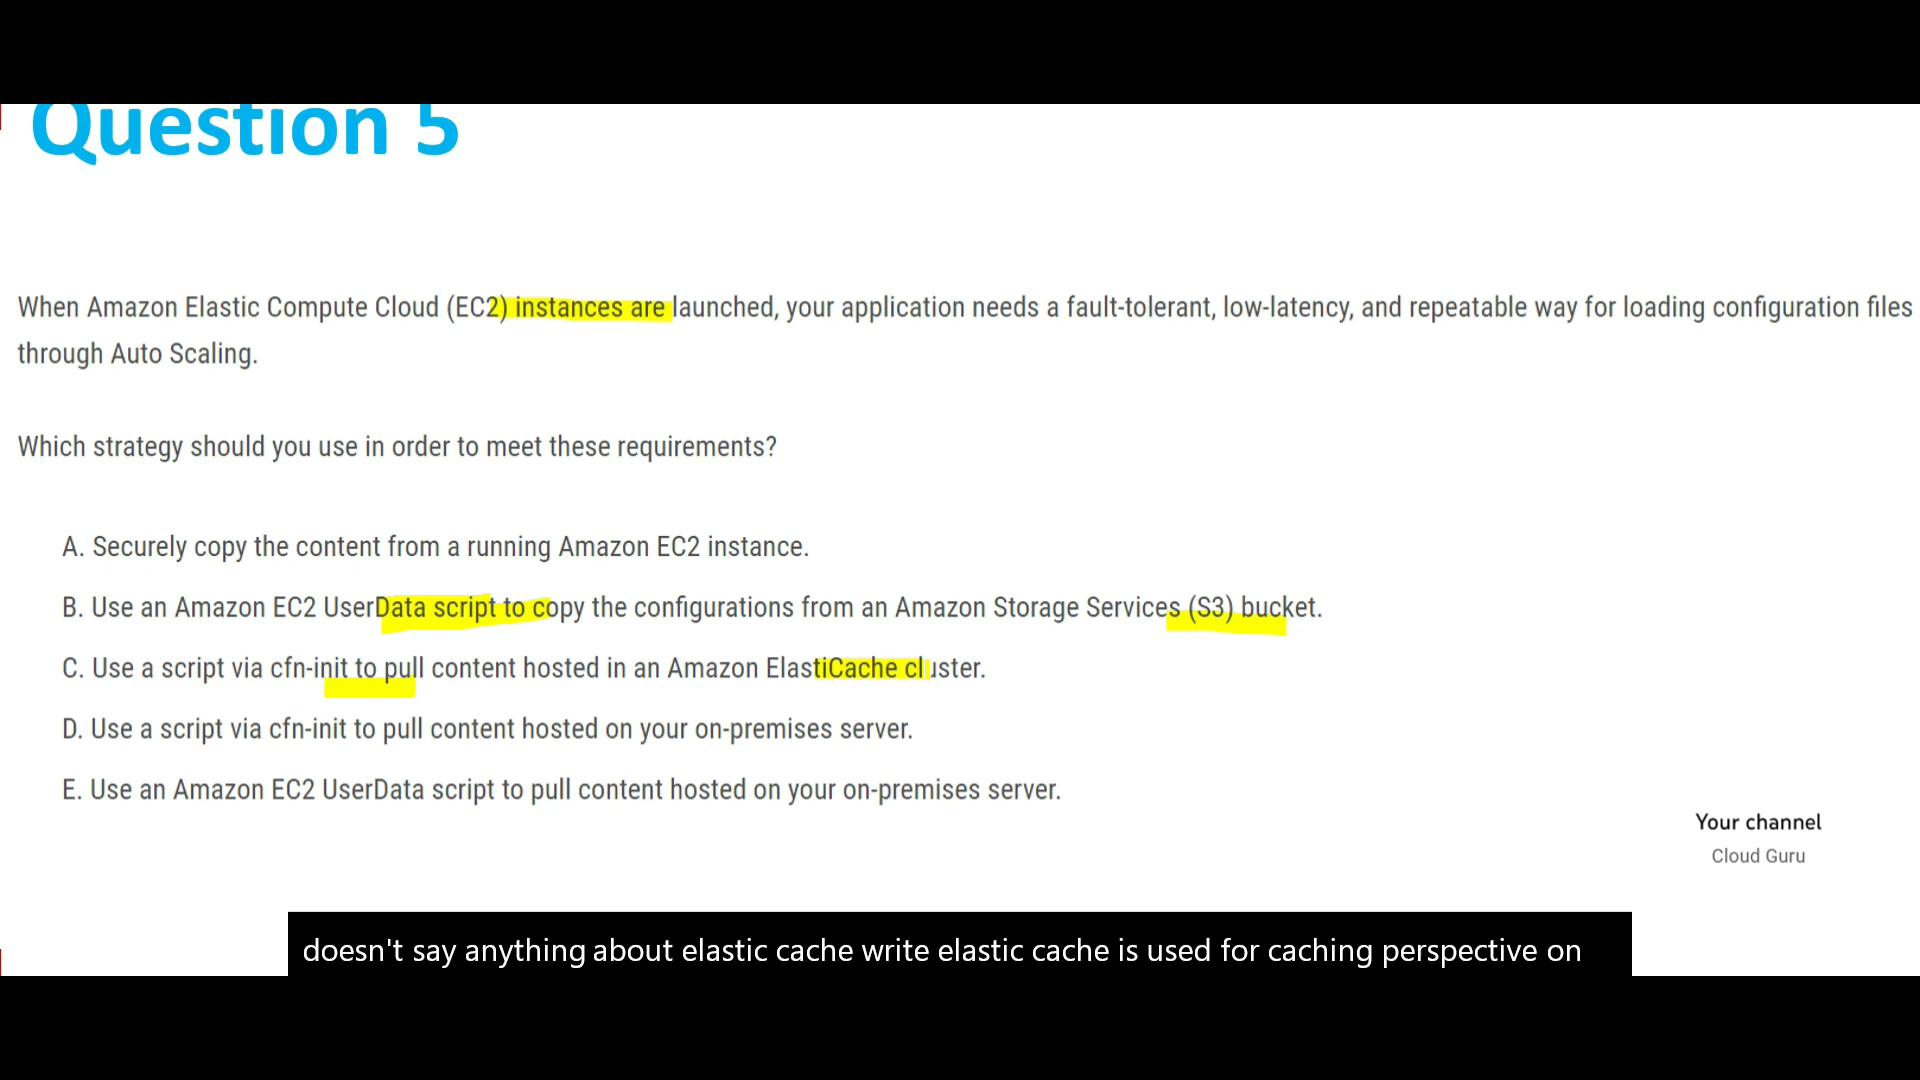 Question 5
When Amazon Elastic Compute Cloud (EC2) instances are launched, your application needs a fault-tolerant, low-latency, and repeatable way for loading configuration files
through Auto Scaling.
Which strategy should you use in order to meet these requirements?
A. Securely copy the content from a running Amazon EC2 instance.
B. Use an Amazon EC2 UserData script to copy the configurations from an Amazon Storage Services (S3) bucket.
C. Use a script via cfn-init to pull content hosted in an Amazon ElastiCache cluster.
D. Use a script via cfn-init to pull content hosted on your on-premises server.
E. Use an Amazon EC2 UserData script to pull content hosted on your on-premises server.
Your channel
Cloud Guru
doesn't say anything about elastic cache write elastic cache is used for caching perspective on